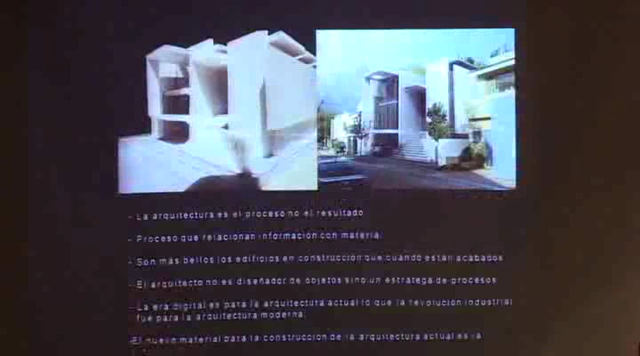 - La arquitectura es el proceso no el resultado
- Proceso que relacionan información con materia.
- Son más bellos los edificios en construcción que cuando están acabados
- El arquitecto no es diseñador de objetos sino un estratega de procesos
- La era digital es para la arquitectura actual lo que la revolución industrial
fue para la arquitectura moderna.
-El nuevo material para la construcción de la arquitectura actual es la